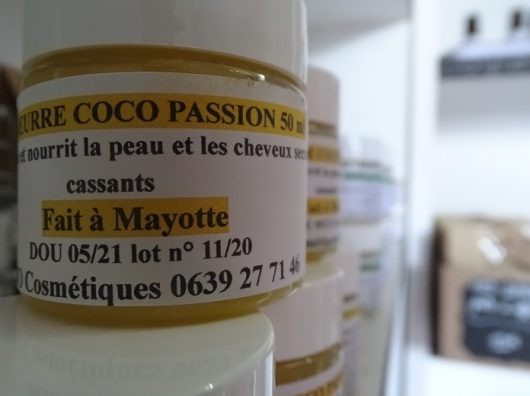 EURRE COCO PASSION 50 m
et nourrit la peau et les cheveux se
cassants
Fait à Mayotte
DOU 05/21 lot n° 11/20
Cosmétiques 0639 27 71 46